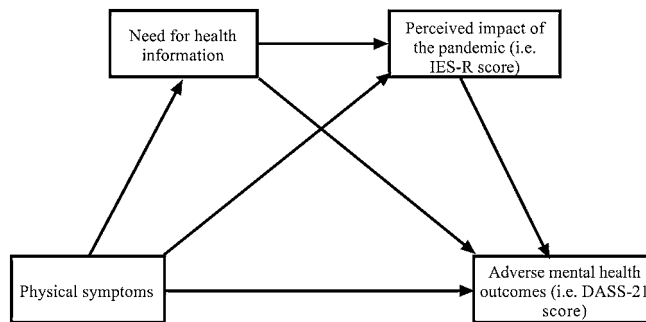 Need for health
information
Perceived impact of
the pandemic (i.e.
IES-R score)
Physical symptoms
Adverse mental health
outcomes (i.e. DASS-21
score)